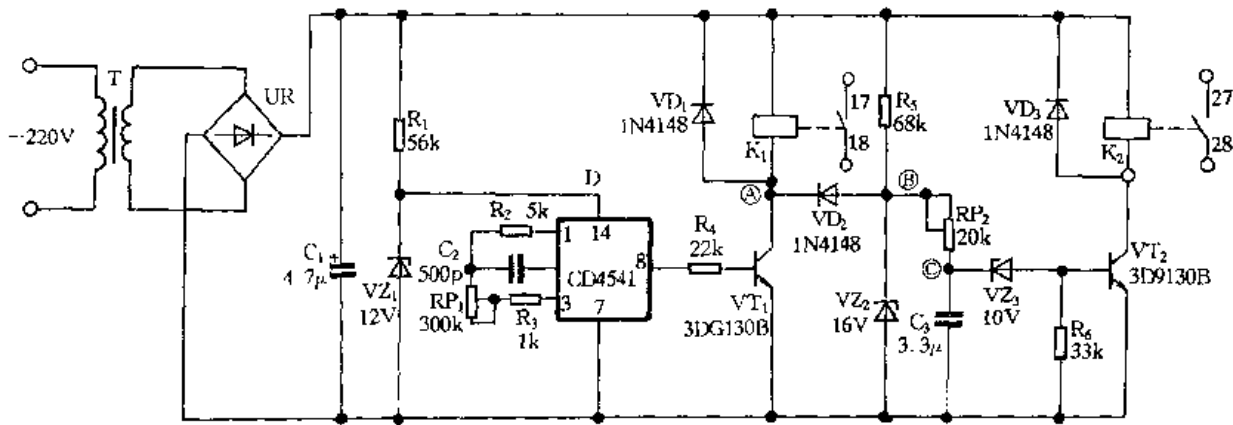 T
~220V
UR
C₁ +
4.7μ
R₁
56k
VZ₁
12V
D
R₂ 5k
C₂
500p
RP₁
300k
R₃
1k
1
14
CD4541
8
3
7
R₄
22k
VD₁
1N4148
K₁
17
18
Ⓐ
VD₂
1N4148
VT₁
3DG130B
R₅
68k
Ⓑ
VZ₂
16V
RP₂
20k
Ⓒ
C₃
3.3μ
VZ₃
10V
R₆
33k
VD₃
1N4148
K₂
27
28
VT₂
3D9130B